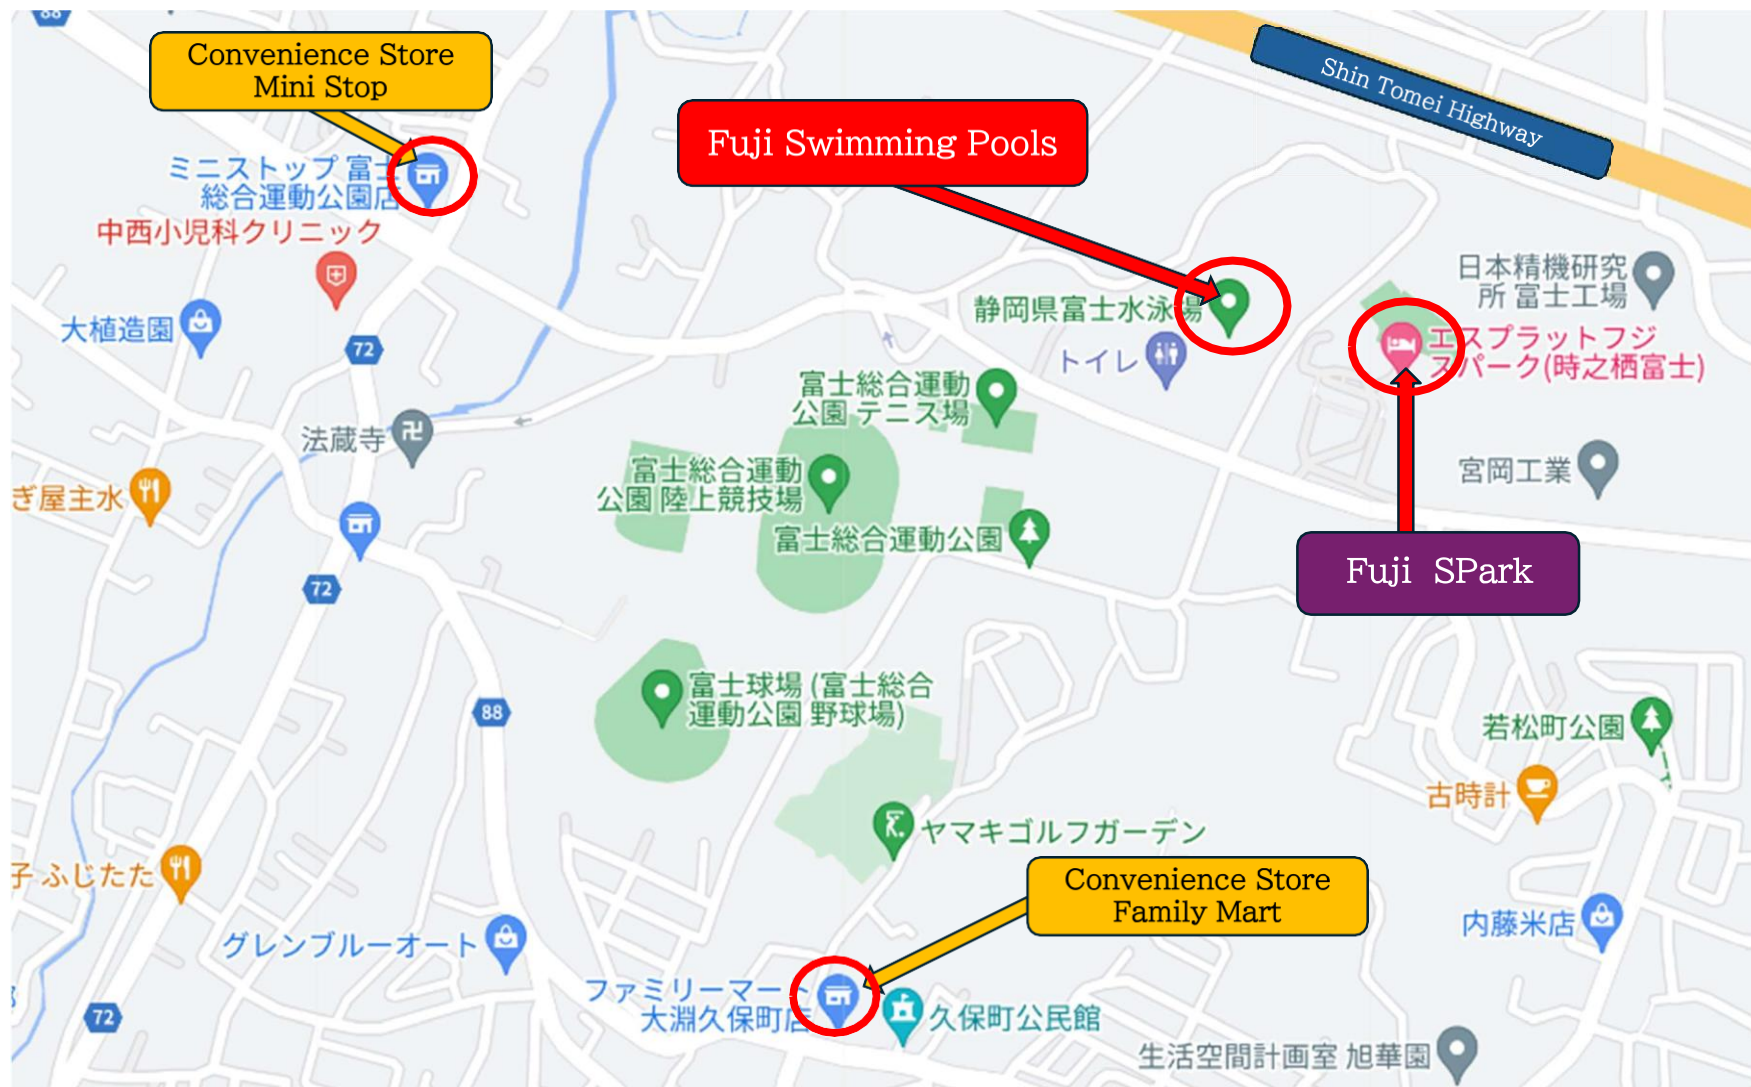 88
Convenience Store
Mini Stop
Shin Tomei Highway
Fuji Swimming Pools
ミニストップ 富士
総合運動公園店
中西小児科クリニック
日本精機研究
所 富士工場
静岡県富士水泳場
大植造園
エスプラットフジ
スパーク(時之栖富士)
72
トイレ
富士総合運動
公園 テニス場
法蔵寺
富士総合運動
公園 陸上競技場
宮岡工業
ぎ屋主水
富士総合運動公園
Fuji SPark
72
富士球場 (富士総合
運動公園 野球場)
88
若松町公園
古時計
ヤマキゴルフガーデン
子 ふじたた
Convenience Store
Family Mart
内藤米店
グレンブルーオート
ファミリーマート
大淵久保町店
久保町公民館
72
生活空間計画室 旭華園